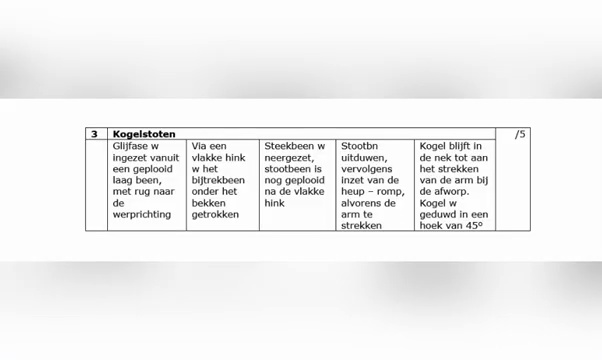 3 Kogelstoten /5
Glijfase w
ingezet vanuit
een geplooid
laag been,
met rug naar
de
werprichting
Via een
vlakke hink
w het
bijtrekbeen
onder het
bekken
getrokken
Steekbeen w
neergezet,
stootbeen is
nog geplooid
na de vlakke
hink
Stootbn
uitduwen,
vervolgens
inzet van de
heup – romp,
alvorens de
arm te
strekken
Kogel blijft in
de nek tot aan
het strekken
van de arm bij
de afworp.
Kogel w
geduwd in een
hoek van 45°